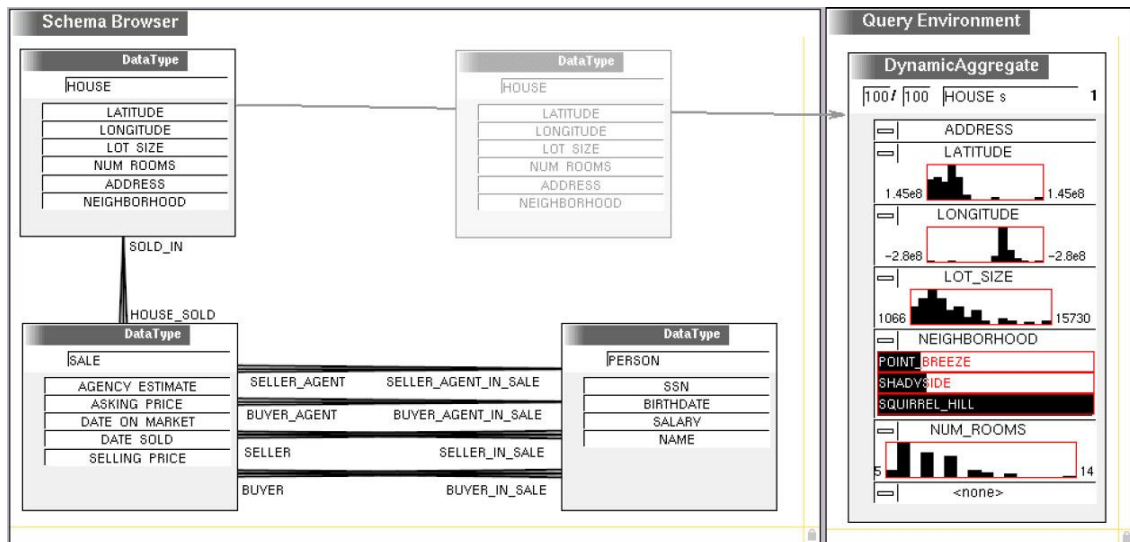 Schema Browser
DataType
HOUSE
LATITUDE
LONGITUDE
LOT SIZE
NUM ROOMS
ADDRESS
NEIGHBORHOOD
DataType
HOUSE
LATITUDE
LONGITUDE
LOT SIZE
NUM ROOMS
ADDRESS
NEIGHBORHOOD
SOLD_IN
HOUSE_SOLD
DataType
SALE
AGENCY ESTIMATE
ASKING PRICE
DATE ON MARKET
DATE SOLD
SELLING PRICE
SELLER_AGENT SELLER_AGENT_IN_SALE
BUYER_AGENT BUYER_AGENT_IN_SALE
SELLER SELLER_IN_SALE
BUYER BUYER_IN_SALE
DataType
PERSON
SSN
BIRTHDATE
SALARY
NAME
Query Environment
DynamicAggregate
100/ 100 HOUSE s 1
ADDRESS
LATITUDE
1.45e8 1.45e8
LONGITUDE
-2.8e8 -2.8e8
LOT_SIZE
1066 15730
NEIGHBORHOOD
POINT_BREEZE
SHADYSIDE
SQUIRREL_HILL
NUM_ROOMS
5 14
<none>